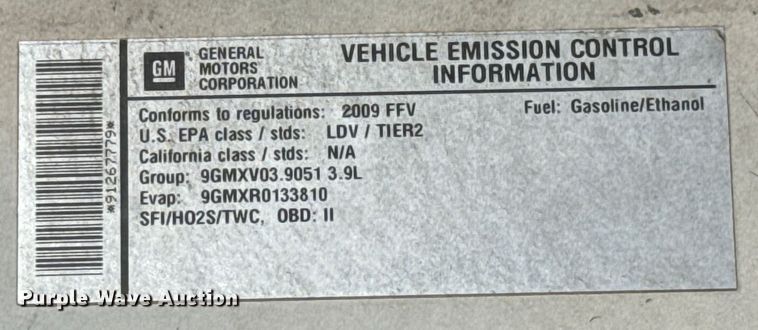 GM GENERAL MOTORS CORPORATION
VEHICLE EMISSION CONTROL INFORMATION
Conforms to regulations: 2009 FFV
Fuel: Gasoline/Ethanol
U.S. EPA class / stds: LDV / TIER2
California class / stds: N/A
Group: 9GMXV03.9051 3.9L
Evap: 9GMXR0133810
SFI/HO2S/TWC, OBD: II
*91267779*
Purple Wave Auction